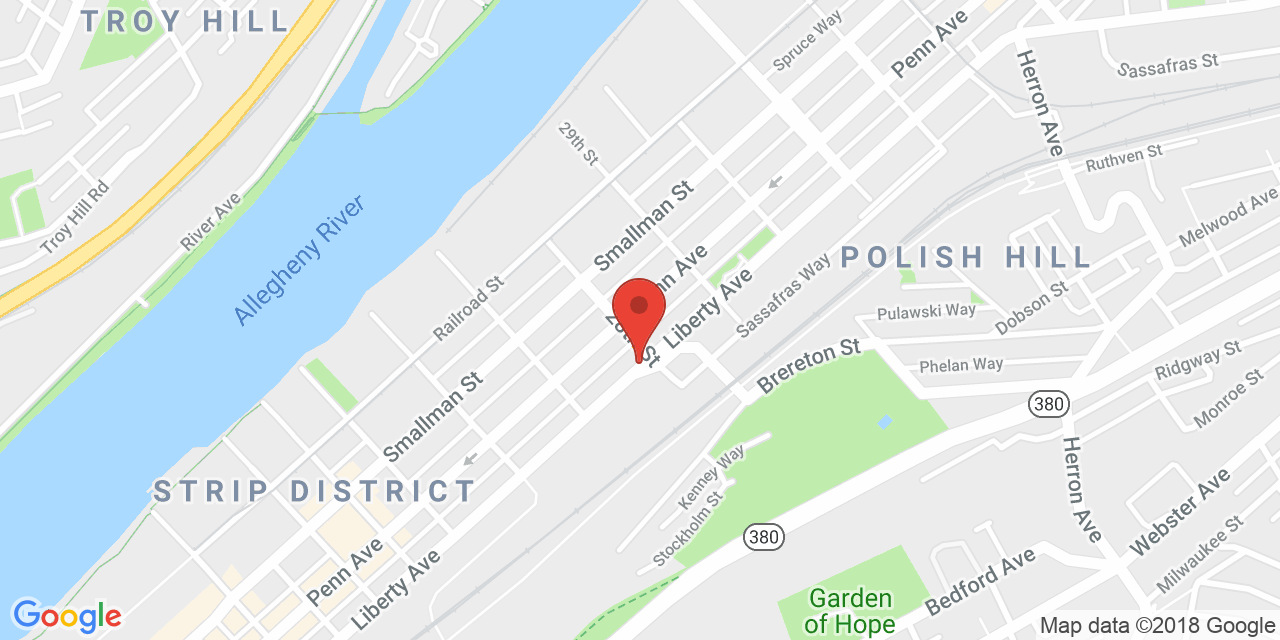 TROY HILL
Spruce Way
Penn Ave
Sassafras St
Herron Ave
29th St
Ruthven St
Troy Hill Rd
River Ave
Allegheny River
Smallman St
Melwood Ave
POLISH HILL
Penn Ave
Liberty Ave
Sassafras Way
Railroad St
28th St
Pulawski Way
Dobson St
Brereton St
Phelan Way
Ridgway St
Monroe St
380
Smallman St
STRIP DISTRICT
Kenney Way
Stockholm St
380
Herron Ave
Webster Ave
Milwaukee St
Penn Ave
Liberty Ave
Bedford Ave
Garden
of Hope
Google
Map data ©2018 Google